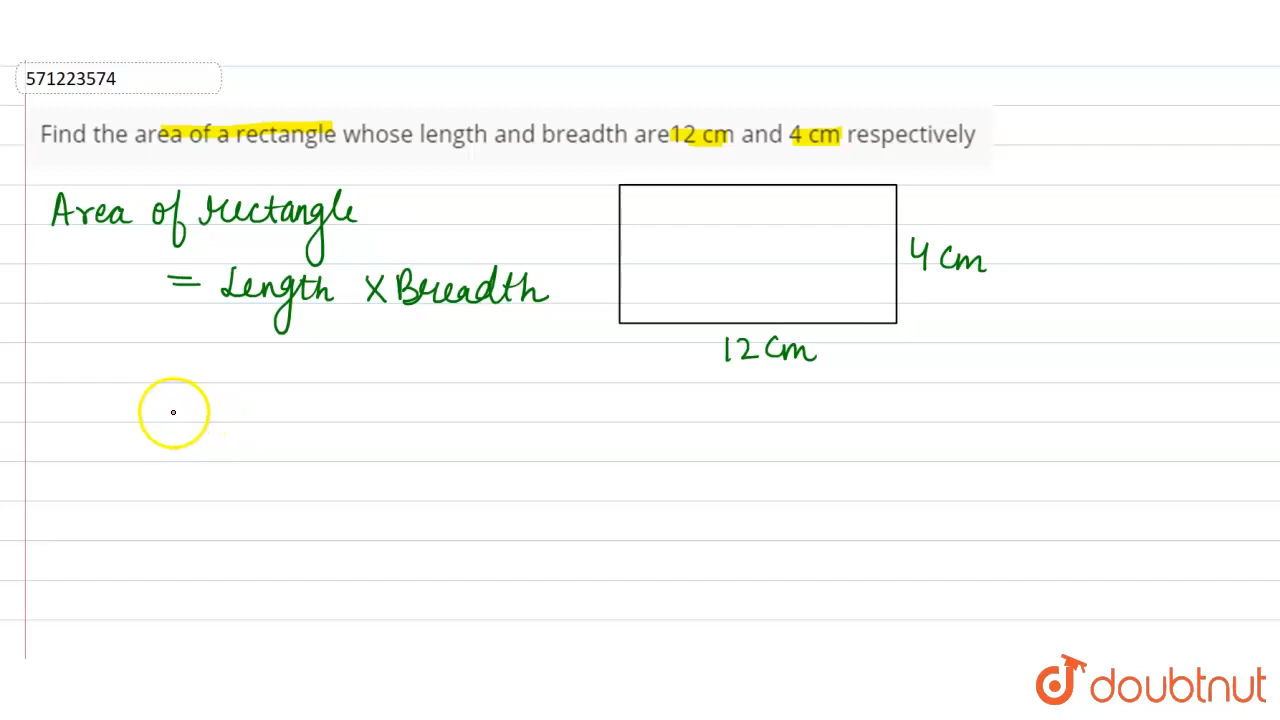 571223574
Find the area of a rectangle whose length and breadth are12 cm and 4 cm respectively
Area of rectangle
= Length × Breadth
4 cm
12 cm
doubtnut